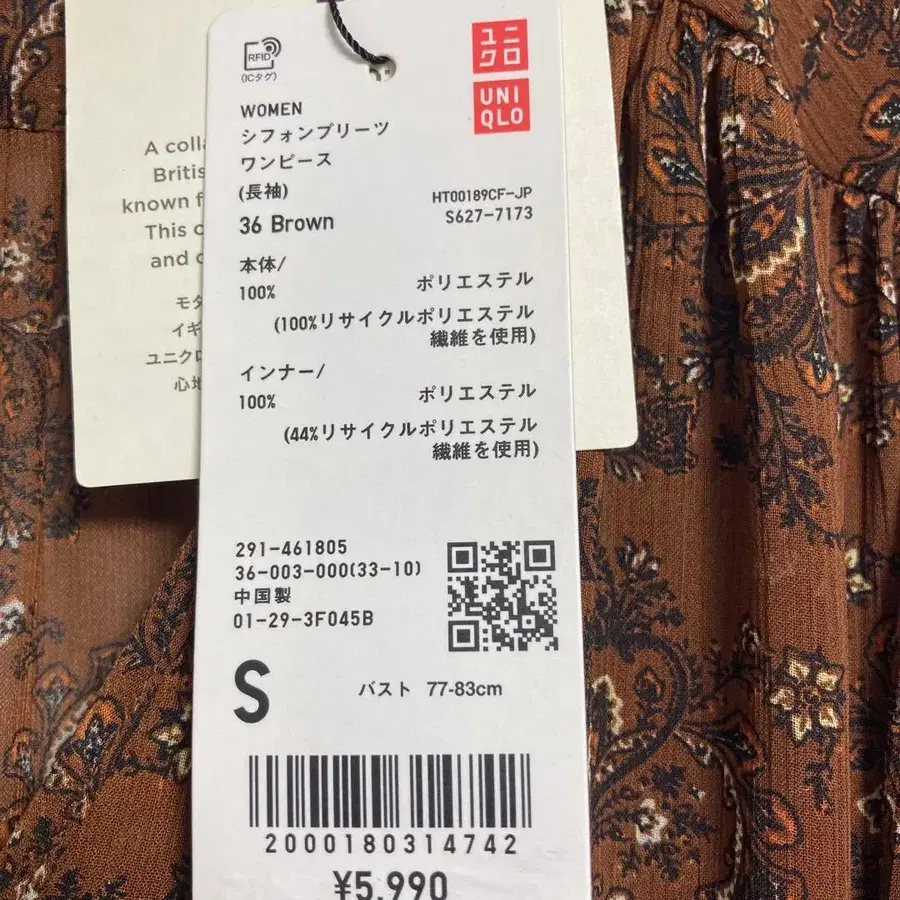 RFID
(ICタグ)
ユニ
クロ
UNI
QLO
WOMEN
シフォンプリーツ
ワンピース
(長袖)
36 Brown
HT00189CF-JP
S627-7173
本体/
100% ポリエステル
(100%リサイクルポリエステル
繊維を使用)
インナー/
100% ポリエステル
(44%リサイクルポリエステル
繊維を使用)
291-461805
36-003-000(33-10)
中国製
01-29-3F045B
S バスト 77-83cm
2000180314742
¥5,990
A
known
This
and
ユニクロ
心地